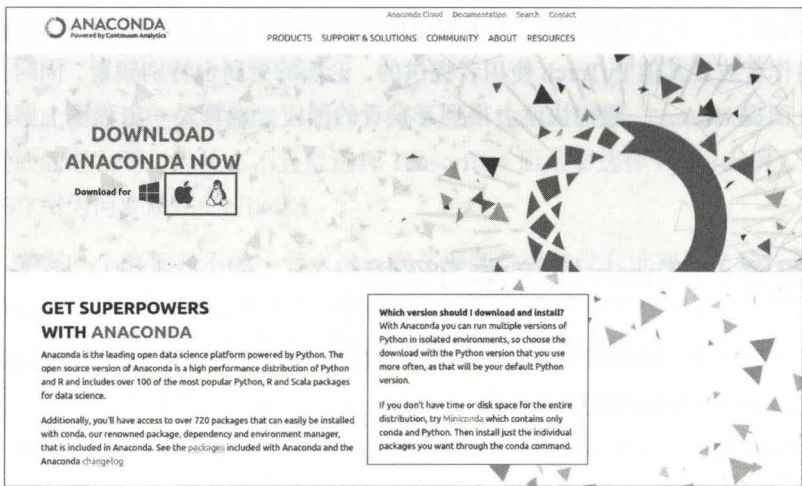 Anaconda Cloud Documentation Search Contact
ANACONDA
Powered by Continuum Analytics
PRODUCTS SUPPORT & SOLUTIONS COMMUNITY ABOUT RESOURCES
DOWNLOAD
ANACONDA NOW
Download for
GET SUPERPOWERS
WITH ANACONDA
Anaconda is the leading open data science platform powered by Python. The
open source version of Anaconda is a high performance distribution of Python
and R and includes over 100 of the most popular Python, R and Scala packages
for data science.
Additionally, you'll have access to over 720 packages that can easily be installed
with conda, our renowned package, dependency and environment manager,
that is included in Anaconda. See the packages included with Anaconda and the
Anaconda changelog
Which version should I download and install?
With Anaconda you can run multiple versions of
Python in isolated environments, so choose the
download with the Python version that you use
more often, as that will be your default Python
version.
If you don't have time or disk space for the entire
distribution, try Miniconda which contains only
conda and Python. Then install just the individual
packages you want through the conda command.